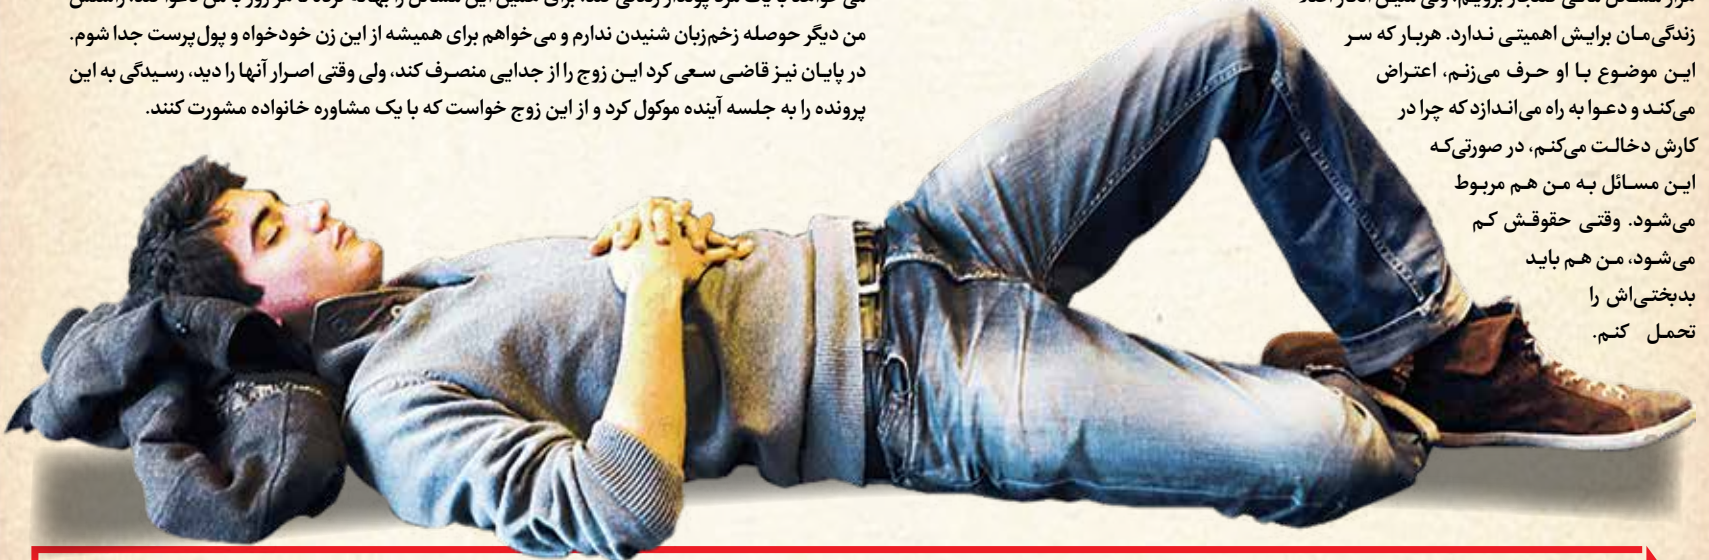 زندگی‌مان برایش اهمیتی ندارد. هربار که سر
این موضوع با او حرف می‌زنم، اعتراض
می‌کند و دعوا به راه می‌اندازد که چرا در
کارش دخالت می‌کنم، در صورتی‌که
این مسائل به من هم مربوط
می‌شود. وقتی حقوقش کم
می‌شود، من هم باید
بدبختی‌اش را
تحمل کنم.
من دیگر حوصله زخم‌زبان شنیدن ندارم و می‌خواهم برای همیشه از این زن خودخواه و پول‌پرست جدا شوم.
در پایان نیز قاضی سعی کرد این زوج را از جدایی منصرف کند، ولی وقتی اصرار آنها را دید، رسیدگی به این
پرونده را به جلسه آینده موکول کرد و از این زوج خواست که با یک مشاوره خانواده مشورت کنند.